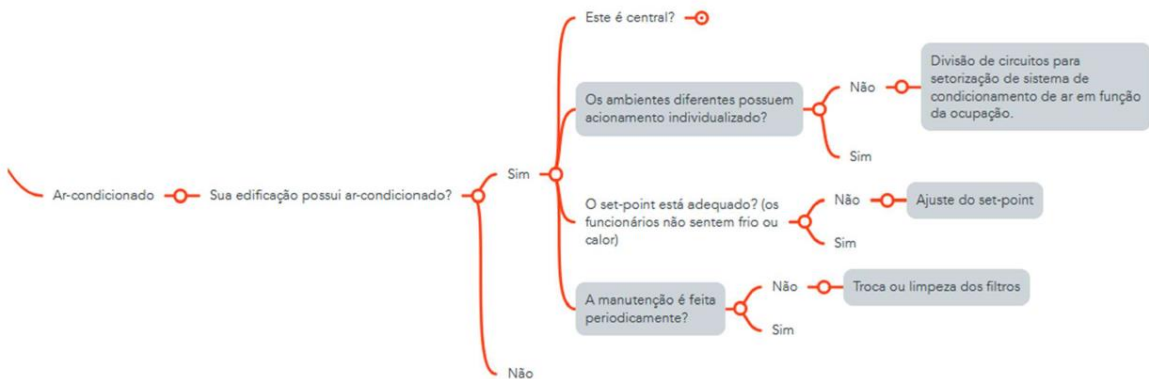 Este é central?
Os ambientes diferentes possuem
acionamento individualizado?
Não
Divisão de circuitos para
setorização de sistema de
condicionamento de ar em função
da ocupação.
Sim
Ar-condicionado
Sua edificação possui ar-condicionado?
Sim
O set-point está adequado? (os
funcionários não sentem frio ou
calor)
Não
Ajuste do set-point
Sim
A manutenção é feita
periodicamente?
Não
Troca ou limpeza dos filtros
Sim
Não